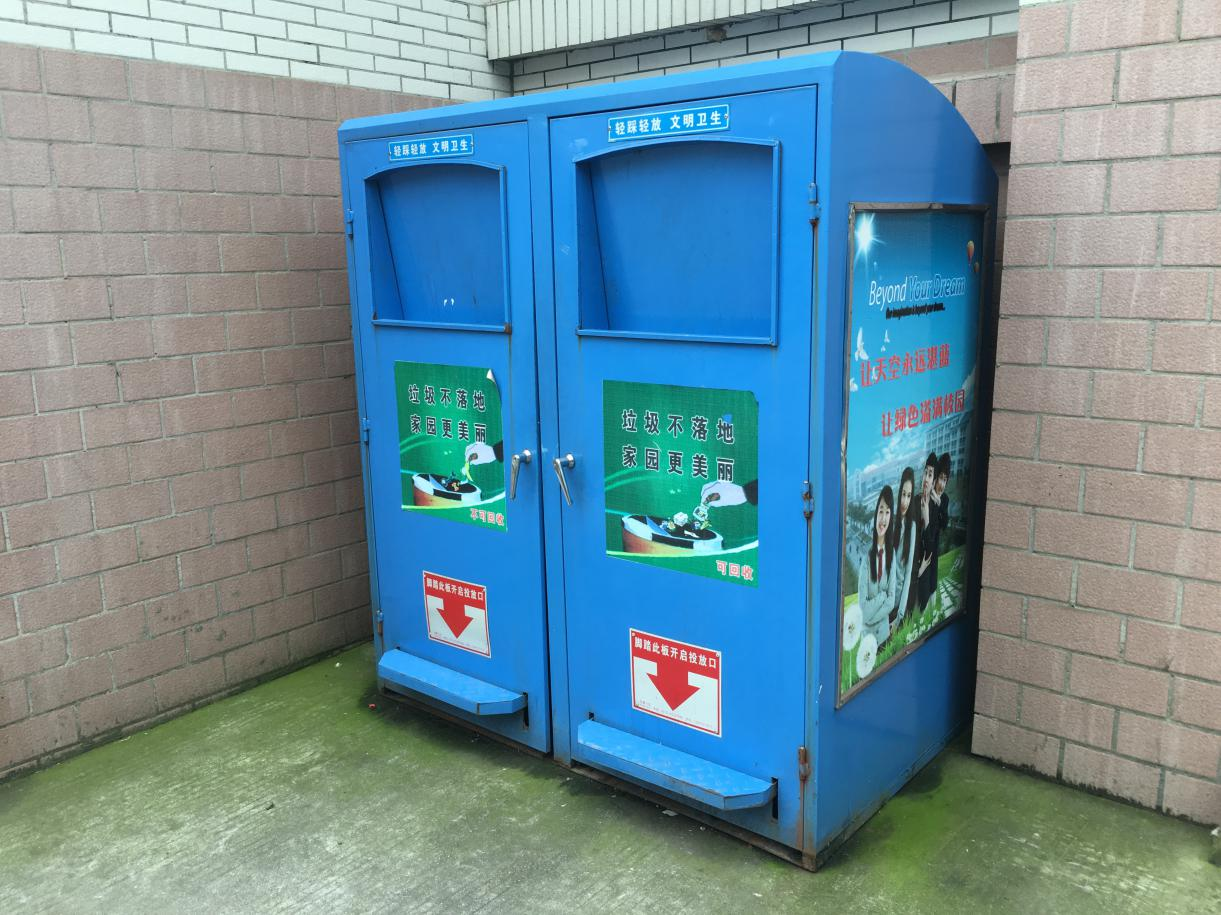 轻踩轻放 文明卫生
垃圾不落地
家园更美丽
不可回收
脚踏此板开启投放口
轻踩轻放 文明卫生
垃圾不落地
家园更美丽
可回收
脚踏此板开启投放口
Beyond Your Dream
让天空永远湛蓝
让绿色溢满校园